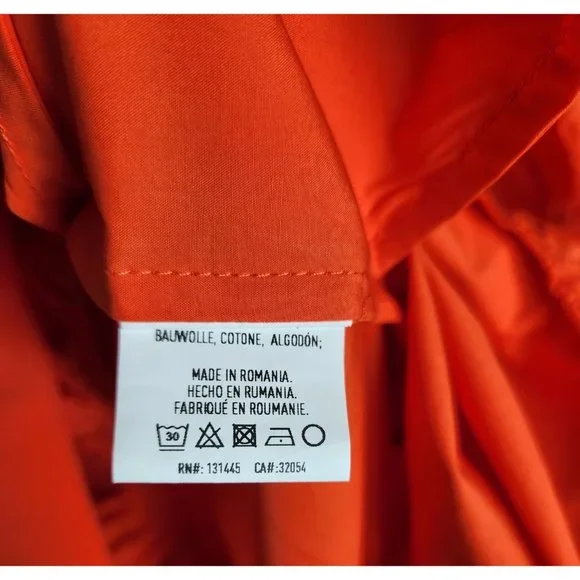 BAUWOLLE, COTONE, ALGODÓN;
MADE IN ROMANIA.
HECHO EN RUMANIA.
FABRIQUÉ EN ROUMANIE.
30
RN#: 131445 CA#:32054